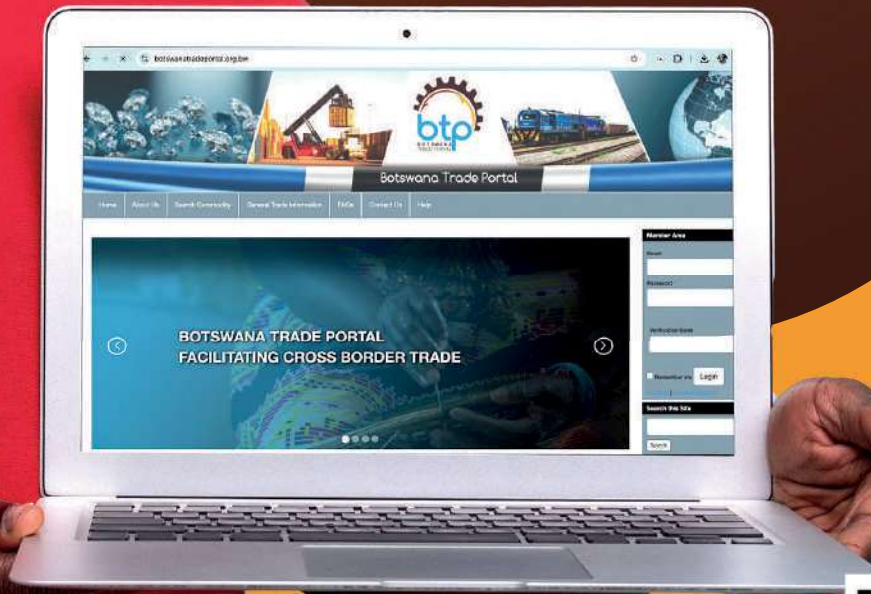 botswanatradeportal.org.bw
btp
BOTSWANA
TRADE PORTAL
Botswana Trade Portal
Home
About Us
Search Commodity
General Trade Information
FAQs
Contact Us
Help
BOTSWANA TRADE PORTAL
FACILITATING CROSS BORDER TRADE
Member Area
Email
Password
Verification Code
Remember me
Login
Search this Site
Search